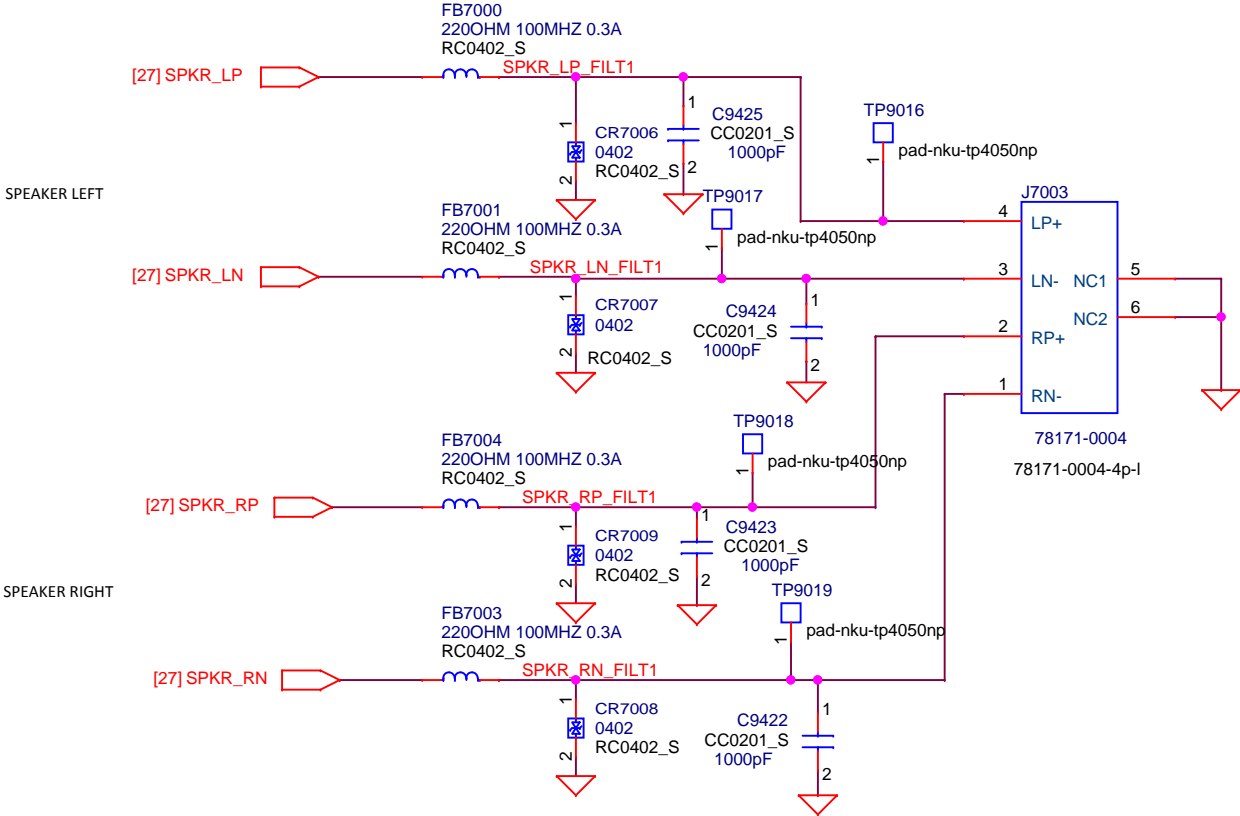 FB7000
220OHM 100MHZ 0.3A
RC0402_S
[27] SPKR_LP
SPKR_LP_FILT1
1
CR7006
0402
RC0402_S
2
1
C9425
CC0201_S
1000pF
2
TP9016
1
pad-nku-tp4050np
SPEAKER LEFT
TP9017
1
pad-nku-tp4050np
FB7001
220OHM 100MHZ 0.3A
RC0402_S
[27] SPKR_LN
SPKR_LN_FILT1
1
CR7007
0402
2
RC0402_S
1
C9424
CC0201_S
1000pF
2
J7003
4
LP+
3
LN-
NC1
5
NC2
6
2
RP+
1
RN-
78171-0004
78171-0004-4p-l
FB7004
220OHM 100MHZ 0.3A
RC0402_S
TP9018
1
pad-nku-tp4050np
[27] SPKR_RP
SPKR_RP_FILT1
1
CR7009
0402
RC0402_S
2
1
C9423
CC0201_S
1000pF
2
SPEAKER RIGHT
FB7003
220OHM 100MHZ 0.3A
RC0402_S
TP9019
1
pad-nku-tp4050np
[27] SPKR_RN
SPKR_RN_FILT1
1
CR7008
0402
RC0402_S
2
1
C9422
CC0201_S
1000pF
2